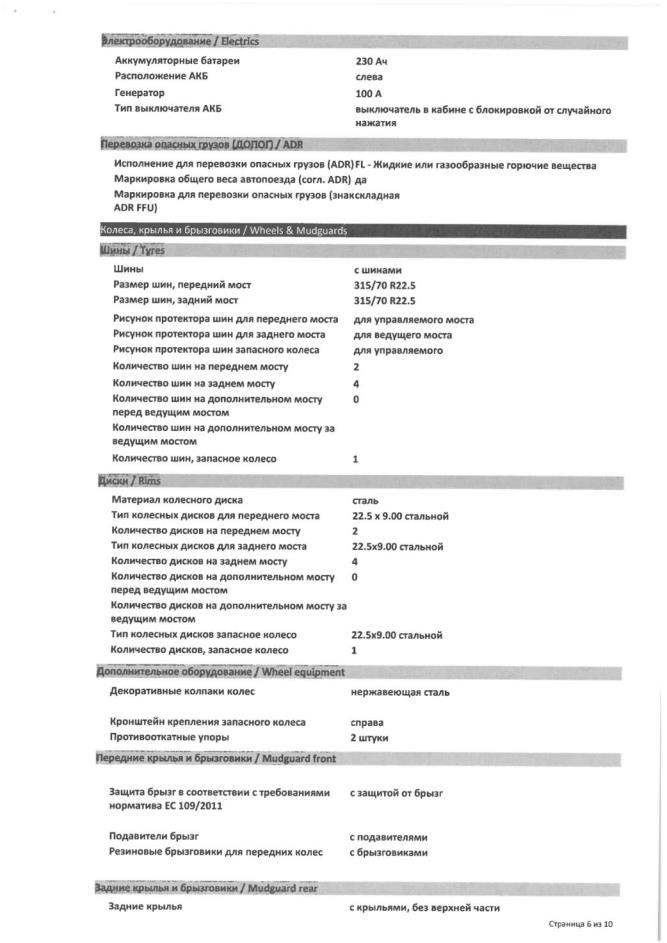 Электрооборудование / Electrics
Аккумуляторные батареи 230 Ач
Расположение АКБ слева
Генератор 100 А
Тип выключателя АКБ выключатель в кабине с блокировкой от случайного
нажатия
Перевозка опасных грузов (ДОПОГ) / ADR
Исполнение для перевозки опасных грузов (ADR) FL - Жидкие или газообразные горючие вещества
Маркировка общего веса автопоезда (согл. ADR) да
Маркировка для перевозки опасных грузов (знакскладная
ADR FFU)
Колеса, крылья и брызговики / Wheels & Mudguards
Шины / Tyres
Шины с шинами
Размер шин, передний мост 315/70 R22.5
Размер шин, задний мост 315/70 R22.5
Рисунок протектора шин для переднего моста для управляемого моста
Рисунок протектора шин для заднего моста для ведущего моста
Рисунок протектора шин запасного колеса для управляемого
Количество шин на переднем мосту 2
Количество шин на заднем мосту 4
Количество шин на дополнительном мосту 0
перед ведущим мостом
Количество шин на дополнительном мосту за
ведущим мостом
Количество шин, запасное колесо 1
Диски / Rims
Материал колесного диска сталь
Тип колесных дисков для переднего моста 22.5 x 9.00 стальной
Количество дисков на переднем мосту 2
Тип колесных дисков для заднего моста 22.5x9.00 стальной
Количество дисков на заднем мосту 4
Количество дисков на дополнительном мосту 0
перед ведущим мостом
Количество дисков на дополнительном мосту за
ведущим мостом
Тип колесных дисков запасное колесо 22.5x9.00 стальной
Количество дисков, запасное колесо 1
Дополнительное оборудование / Wheel equipment
Декоративные колпаки колес нержавеющая сталь
Кронштейн крепления запасного колеса справа
Противооткатные упоры 2 штуки
Передние крылья и брызговики / Mudguard front
Защита брызг в соответствии с требованиями с защитой от брызг
норматива ЕС 109/2011
Подавители брызг с подавителями
Резиновые брызговики для передних колес с брызговиками
Задние крылья и брызговики / Mudguard rear
Задние крылья с крыльями, без верхней части
Страница 6 из 10